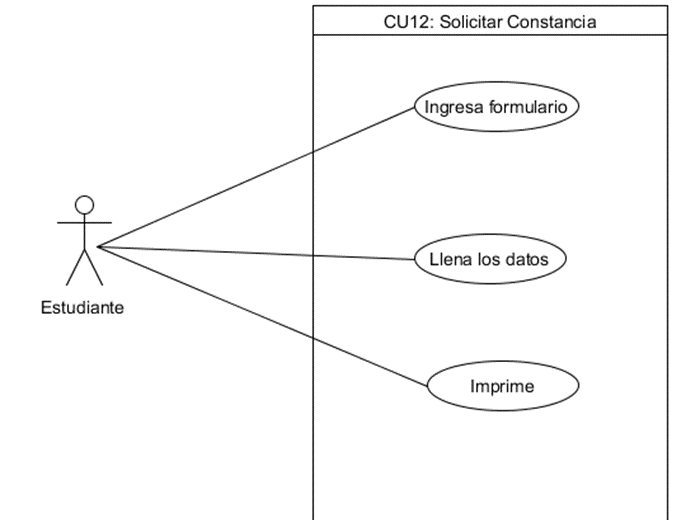 CU12: Solicitar Constancia
Ingresa formulario
Llena los datos
Estudiante
Imprime